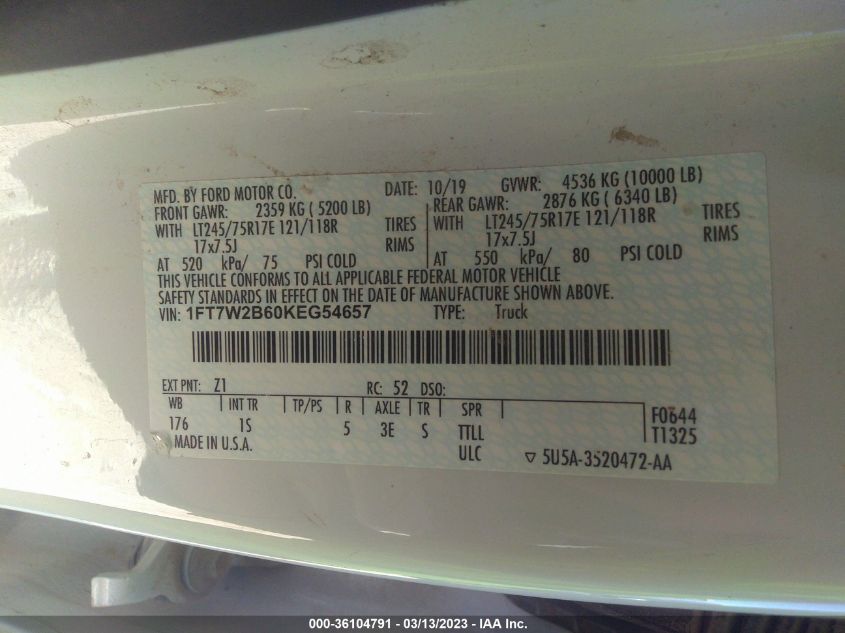 MFD. BY FORD MOTOR CO. DATE: 10/19 GVWR: 4536 KG (10000 LB)
FRONT GAWR: 2359 KG ( 5200 LB) REAR GAWR: 2876 KG ( 6340 LB)
WITH LT245/75R17E 121/118R TIRES WITH LT245/75R17E 121/118R TIRES
17x7.5J RIMS 17x7.5J RIMS
AT 520 kPa/ 75 PSI COLD AT 550 kPa/ 80 PSI COLD
THIS VEHICLE CONFORMS TO ALL APPLICABLE FEDERAL MOTOR VEHICLE
SAFETY STANDARDS IN EFFECT ON THE DATE OF MANUFACTURE SHOWN ABOVE.
VIN: 1FT7W2B60KEG54657 TYPE: Truck
EXT PNT: Z1 RC: 52 DSO:
WB INT TR TP/PS R AXLE TR SPR F0644
176 1S 5 3E S TTLL T1325
MADE IN U.S.A. ULC ▽ 5U5A-3520472-AA
000-36104791 - 03/13/2023 - IAA Inc.